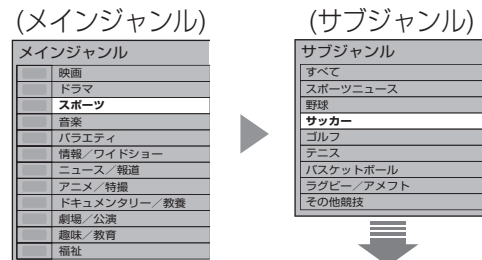 (メインジャンル)
メインジャンル
映画
ドラマ
スポーツ
音楽
バラエティ
情報／ワイドショー
ニュース／報道
アニメ／特撮
ドキュメンタリー／教養
劇場／公演
趣味／教育
福祉
(サブジャンル)
サブジャンル
すべて
スポーツニュース
野球
サッカー
ゴルフ
テニス
バスケットボール
ラグビー／アメフト
その他競技